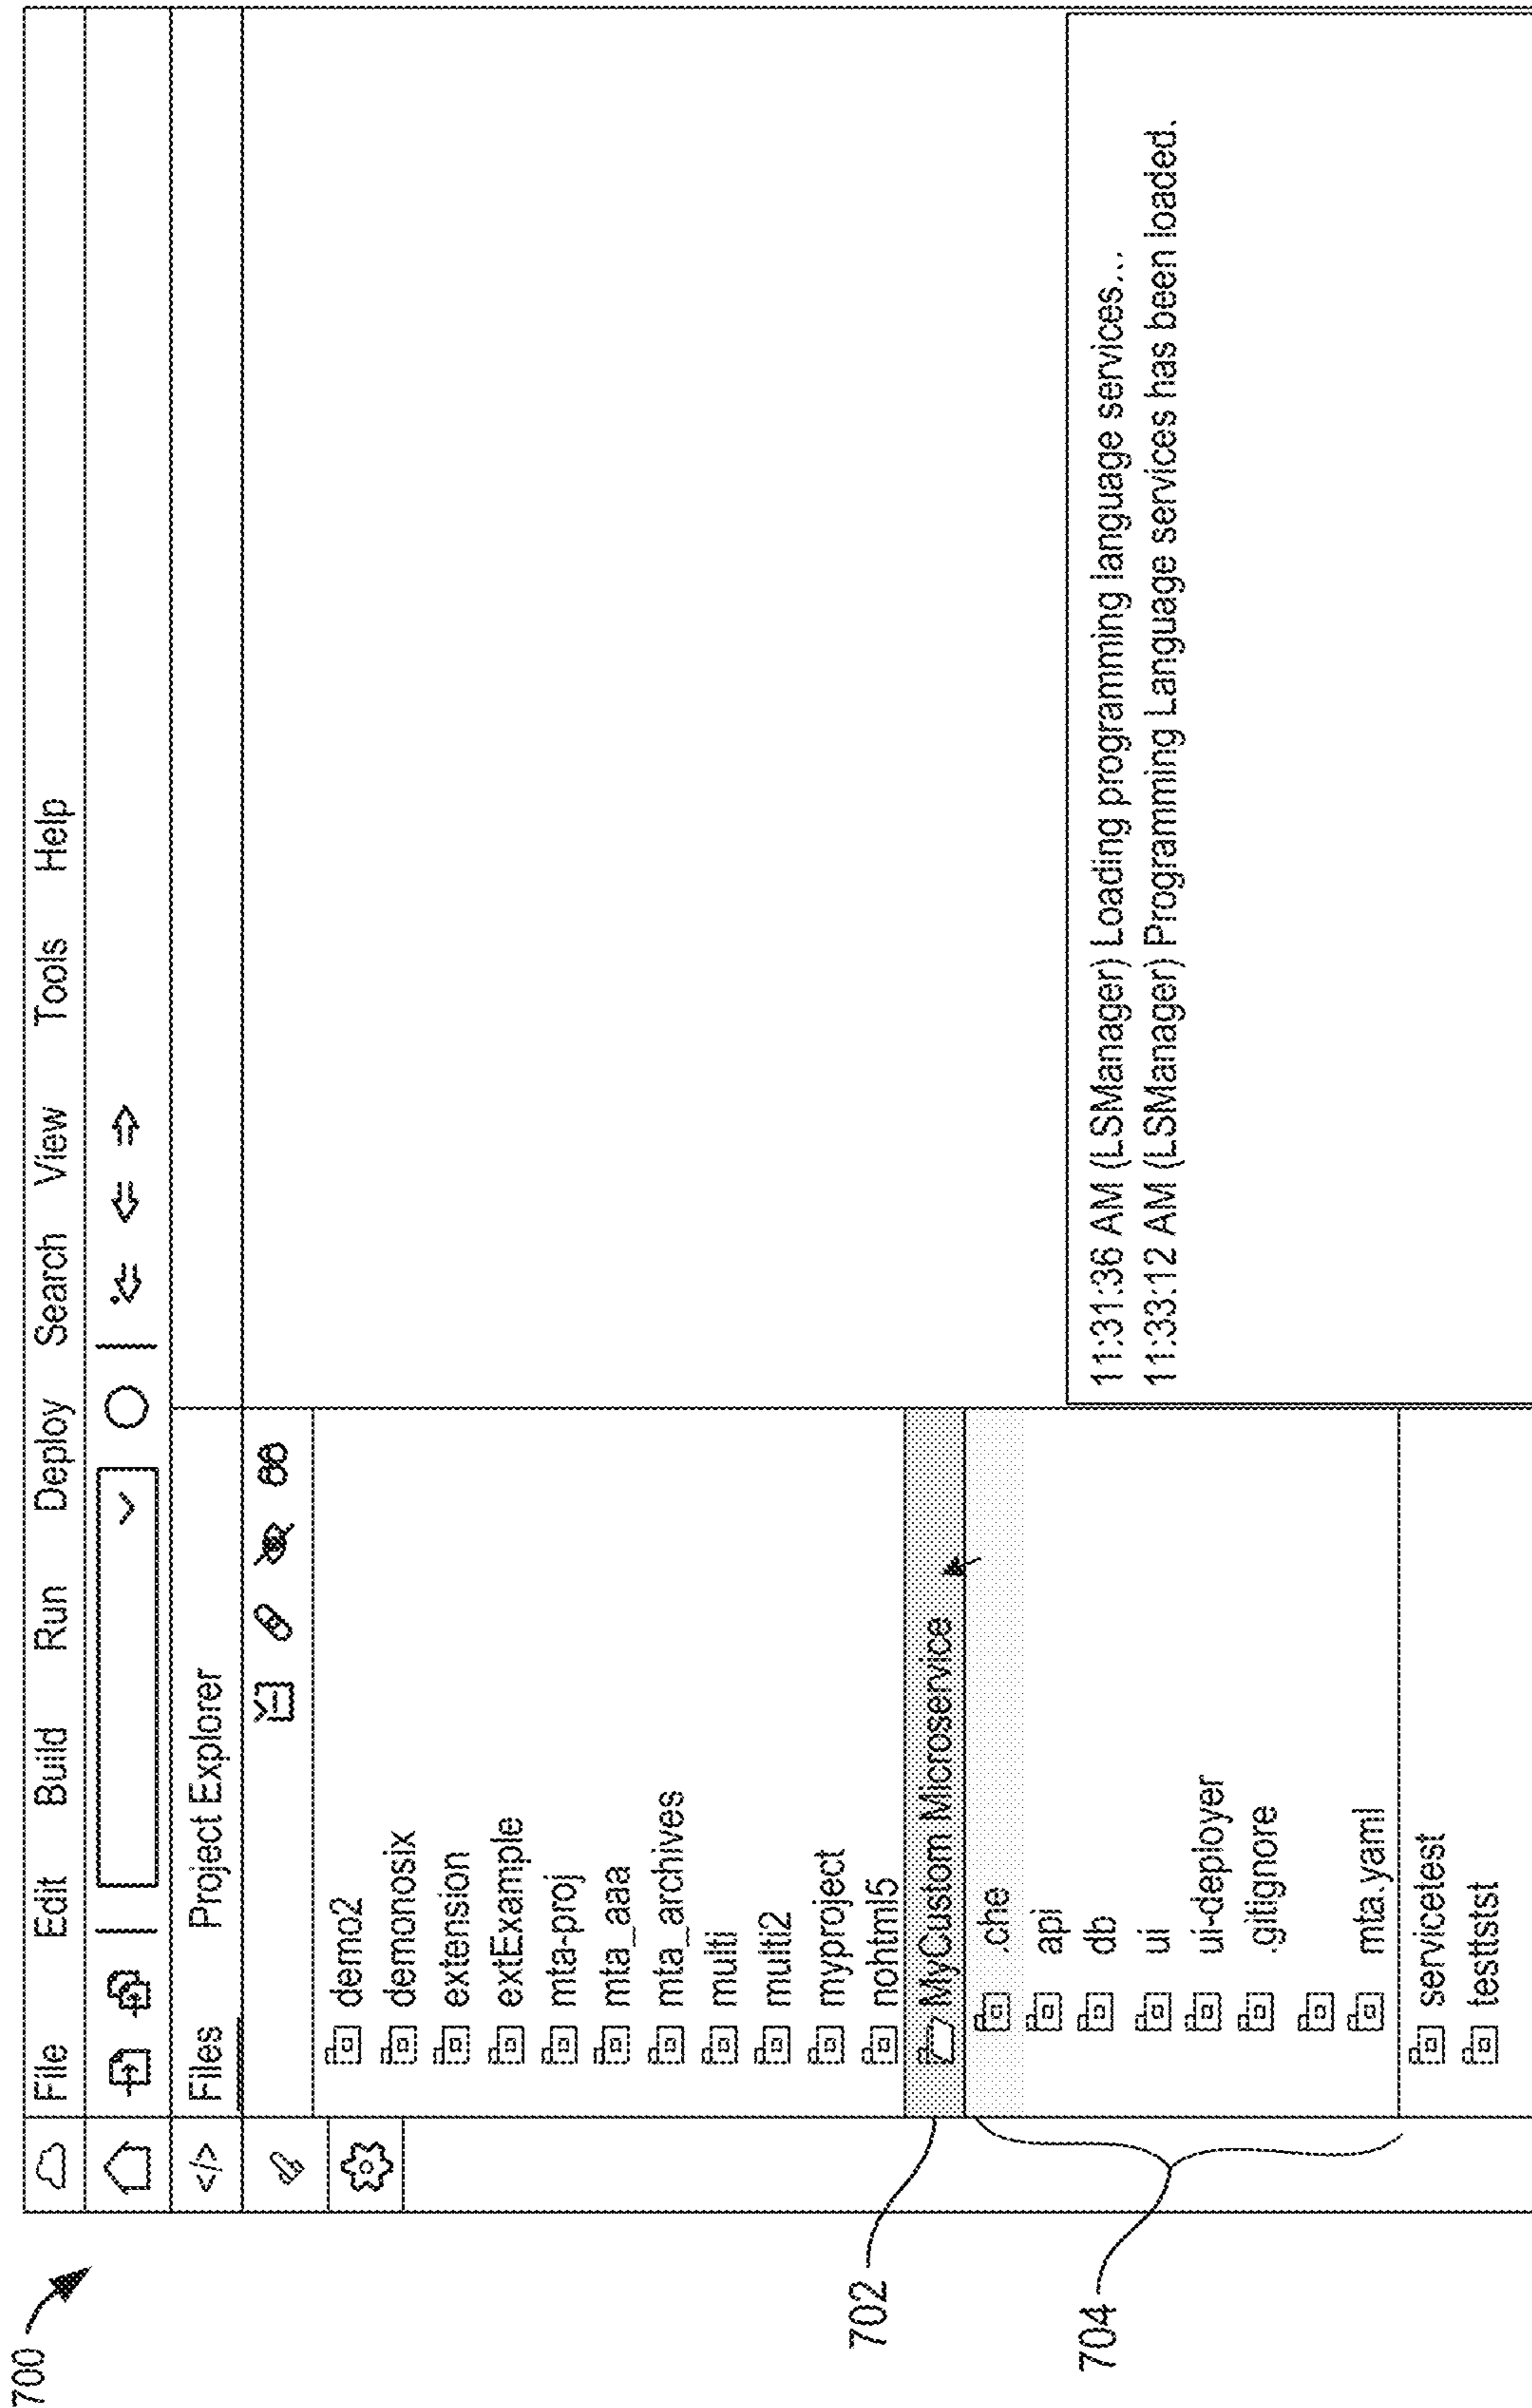 700
File Edit Build Run Deploy Search View Tools Help
</> Files Project Explorer
demo2
demonosix
extension
extExample
mta-proj
mta_aaa
mta_archives
multi
multi2
myproject
nohtml5
702
MyCustom Microservice
704
.che
api
db
ui
ui-deployer
.gitignore
mta.yaml
servicetest
testtstst
11:31:36 AM (LSManager) Loading programming language services...
11:33:12 AM (LSManager) Programming Language services has been loaded.